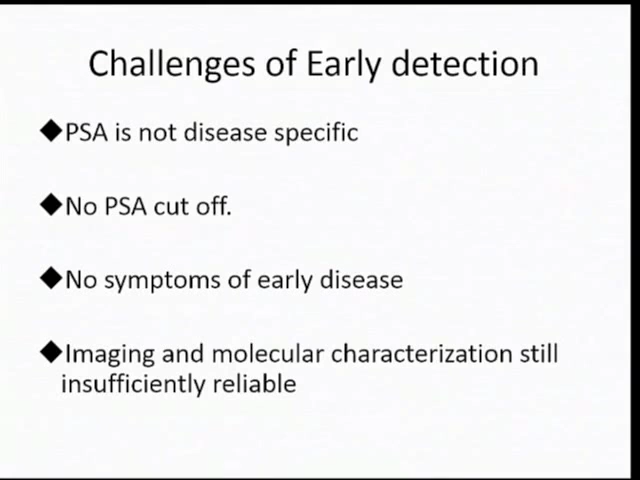 Challenges of Early detection
◆PSA is not disease specific
◆No PSA cut off.
◆No symptoms of early disease
◆Imaging and molecular characterization still
insufficiently reliable